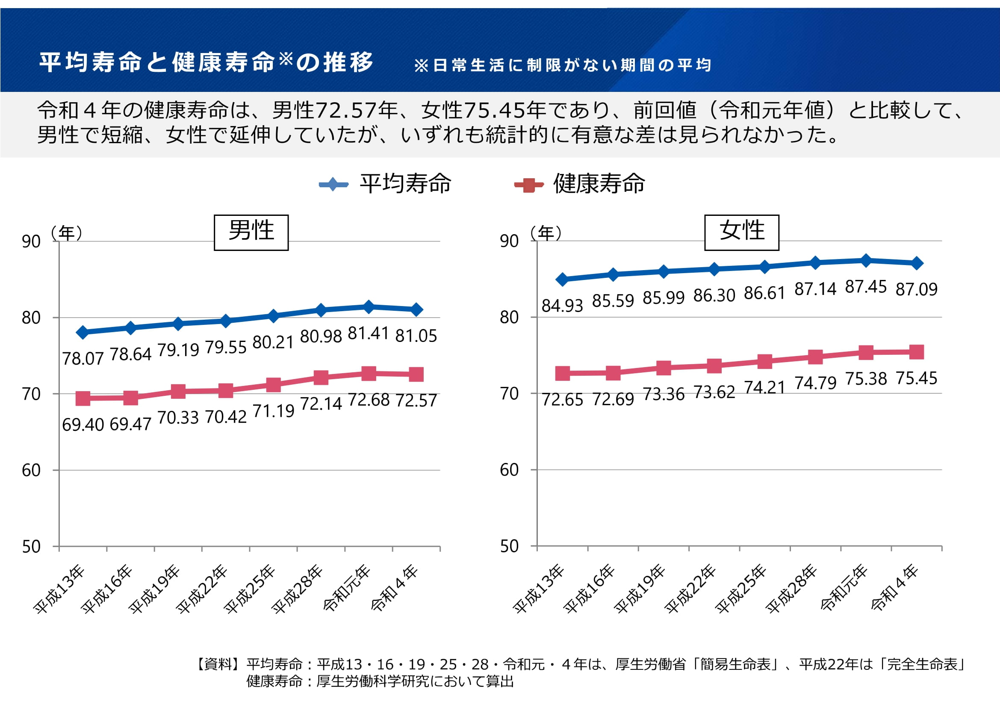 平均寿命と健康寿命※の推移　※日常生活に制限がない期間の平均
令和４年の健康寿命は、男性72.57年、女性75.45年であり、前回値（令和元年値）と比較して、
男性で短縮、女性で延伸していたが、いずれも統計的に有意な差は見られなかった。
平均寿命　健康寿命
男性
（年）
90
80
70
60
50
78.07 78.64 79.19 79.55 80.21 80.98 81.41 81.05
69.40 69.47 70.33 70.42 71.19 72.14 72.68 72.57
平成13年 平成16年 平成19年 平成22年 平成25年 平成28年 令和元年 令和４年
女性
（年）
90
80
70
60
50
84.93 85.59 85.99 86.30 86.61 87.14 87.45 87.09
72.65 72.69 73.36 73.62 74.21 74.79 75.38 75.45
平成13年 平成16年 平成19年 平成22年 平成25年 平成28年 令和元年 令和４年
【資料】平均寿命：平成13・16・19・25・28・令和元・４年は、厚生労働省「簡易生命表」、平成22年は「完全生命表」
健康寿命：厚生労働科学研究において算出